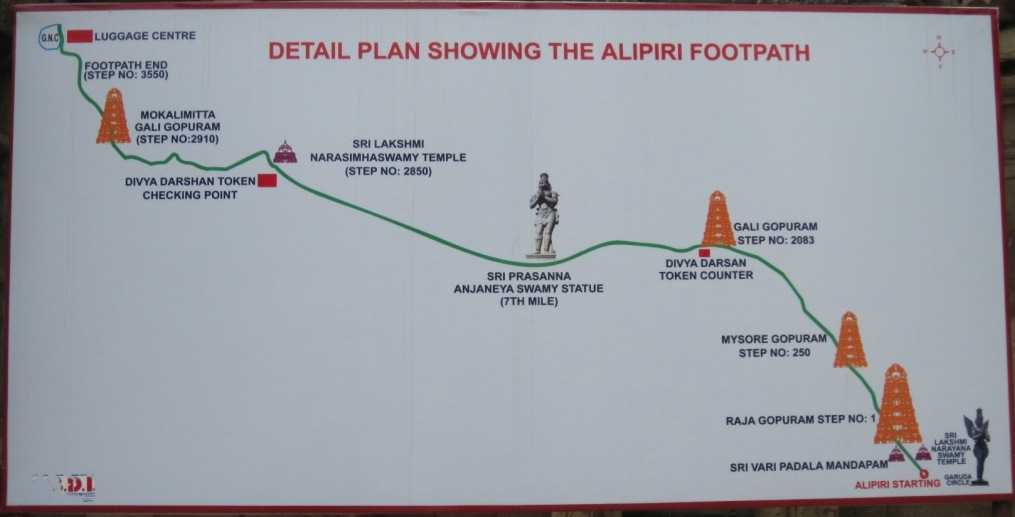 DETAIL PLAN SHOWING THE ALIPIRI FOOTPATH
G.N.C
LUGGAGE CENTRE
FOOTPATH END
(STEP NO: 3550)
MOKALIMITTA
GALI GOPURAM
(STEP NO:2910)
SRI LAKSHMI
NARASIMHASWAMY TEMPLE
(STEP NO: 2850)
DIVYA DARSHAN TOKEN
CHECKING POINT
SRI PRASANNA
ANJANEYA SWAMY STATUE
(7TH MILE)
GALI GOPURAM
STEP NO: 2083
DIVYA DARSAN
TOKEN COUNTER
MYSORE GOPURAM
STEP NO: 250
RAJA GOPURAM STEP NO: 1
SRI VARI PADALA MANDAPAM
SRI
LAKSHMI
NARAYANA
SWAMY
TEMPLE
GARUDA
CIRCLE
ALIPIRI STARTING